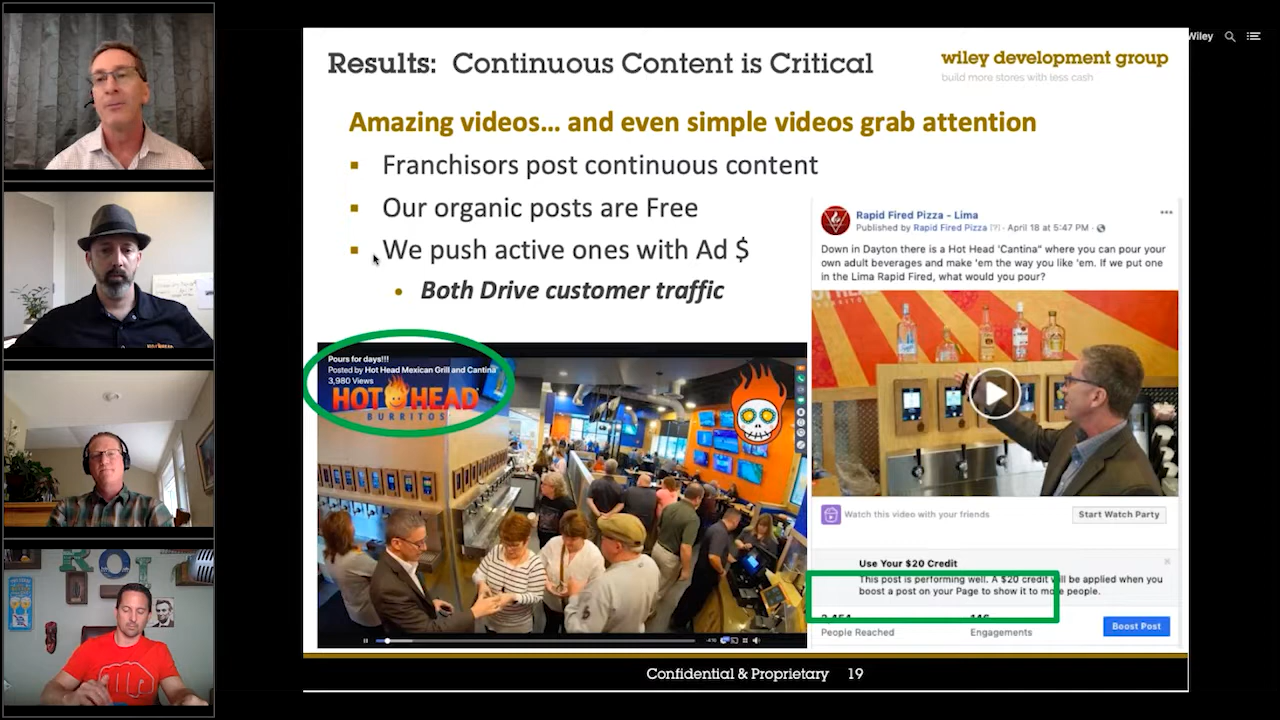 Wiley
Results: Continuous Content is Critical
wiley development group
build more stores with less cash
Amazing videos… and even simple videos grab attention
▪ Franchisors post continuous content
▪ Our organic posts are Free
▪ We push active ones with Ad $
• Both Drive customer traffic
Pours for days!!!
Posted by Hot Head Mexican Grill and Cantina
3,980 Views
HOT HEAD
BURRITOS
Rapid Fired Pizza - Lima
Published by Rapid Fired Pizza [?] · April 18 at 5:47 PM ·
Down in Dayton there is a Hot Head 'Cantina" where you can pour your
own adult beverages and make 'em the way you like 'em. If we put one
in the Lima Rapid Fired, what would you pour?
Watch this video with your friends
Start Watch Party
Use Your $20 Credit
This post is performing well. A $20 credit will be applied when you
boost a post on your Page to show it to more people.
People Reached
Engagements
Boost Post
Confidential & Proprietary 19
ROI